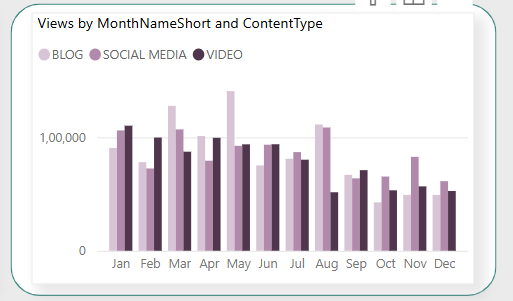 Views by MonthNameShort and ContentType
BLOG SOCIAL MEDIA VIDEO
1,00,000
0
Jan Feb Mar Apr May Jun Jul Aug Sep Oct Nov Dec